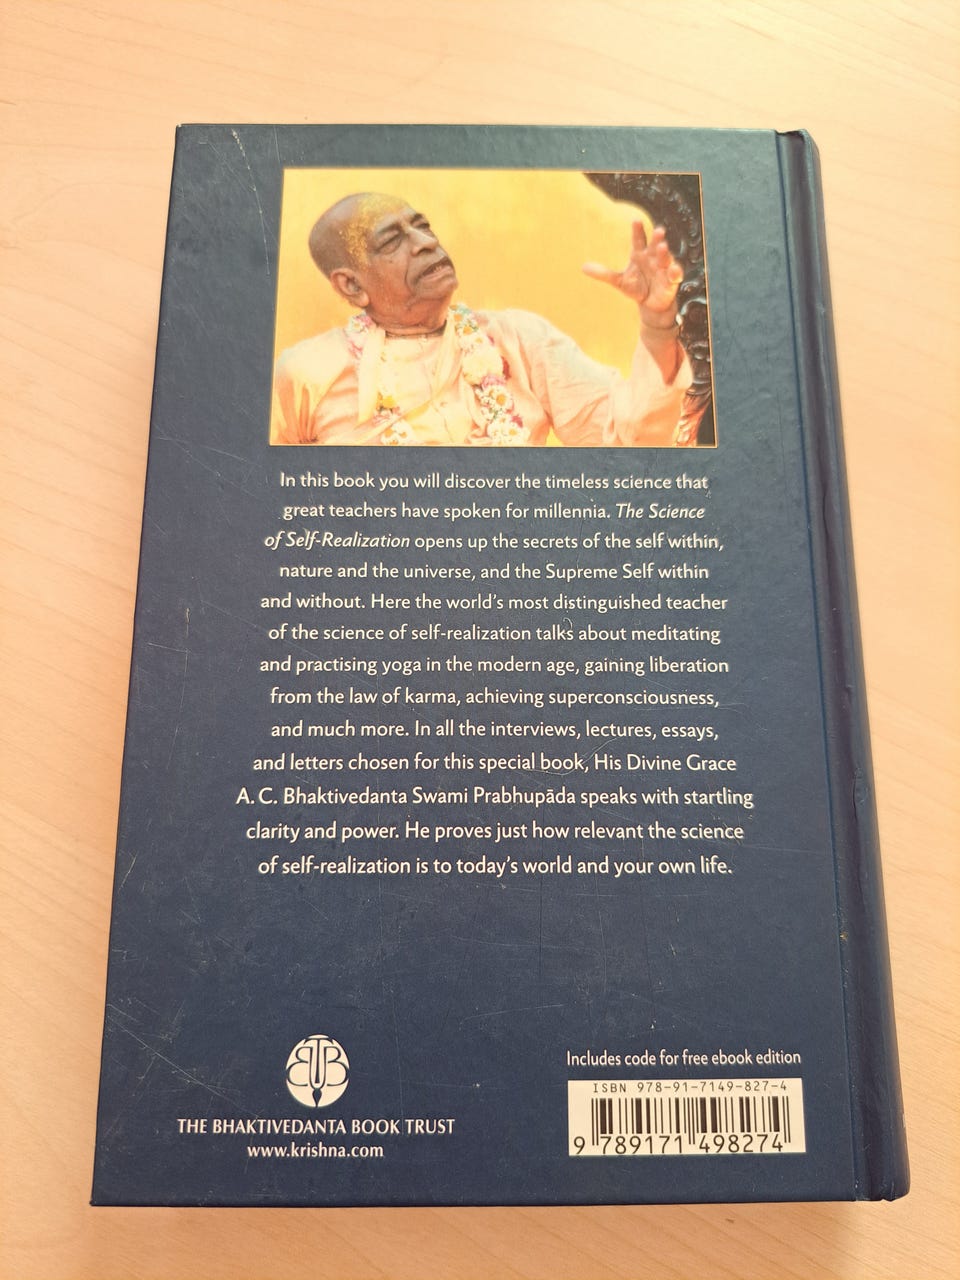 In this book you will discover the timeless science that
great teachers have spoken for millennia. The Science
of Self-Realization opens up the secrets of the self within,
nature and the universe, and the Supreme Self within
and without. Here the world's most distinguished teacher
of the science of self-realization talks about meditating
and practising yoga in the modern age, gaining liberation
from the law of karma, achieving superconsciousness,
and much more. In all the interviews, lectures, essays,
and letters chosen for this special book, His Divine Grace
A. C. Bhaktivedanta Swami Prabhupāda speaks with startling
clarity and power. He proves just how relevant the science
of self-realization is to today's world and your own life.
BTB
THE BHAKTIVEDANTA BOOK TRUST
www.krishna.com
Includes code for free ebook edition
ISBN 978-91-7149-827-4
9 789171 498274